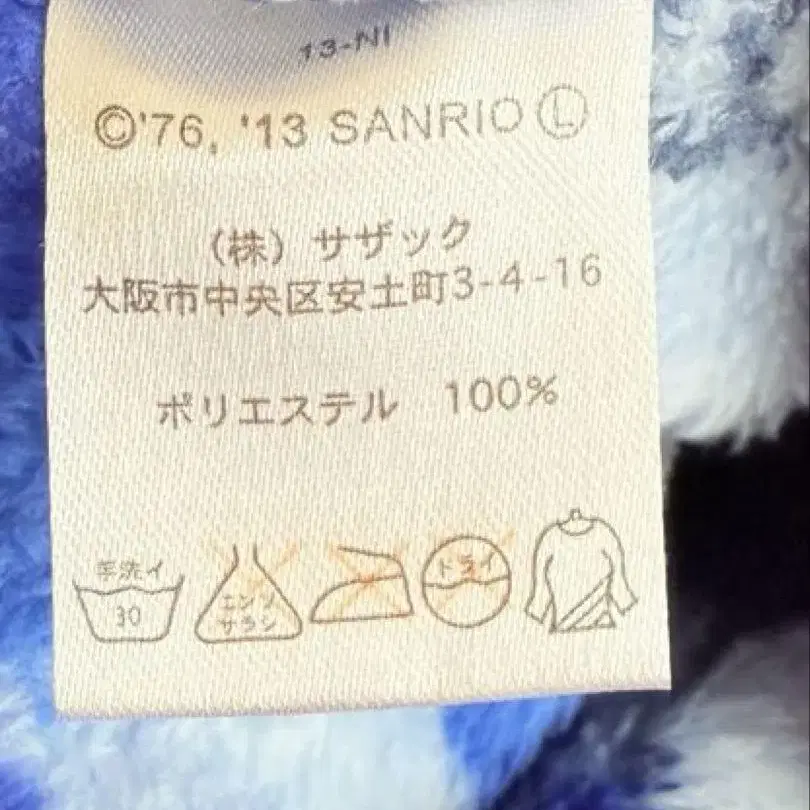 13-NI
©'76, '13 SANRIO Ⓛ
(株) サザック
大阪市中央区安土町3-4-16
ポリエステル 100%
手洗イ
30
エンソ
サラシ
ドライ